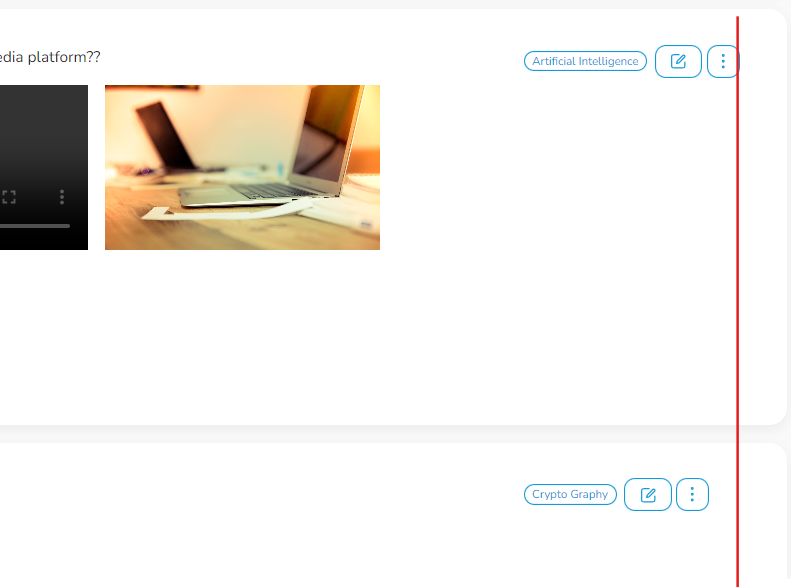 edia platform??
Artificial Intelligence
Crypto Graphy